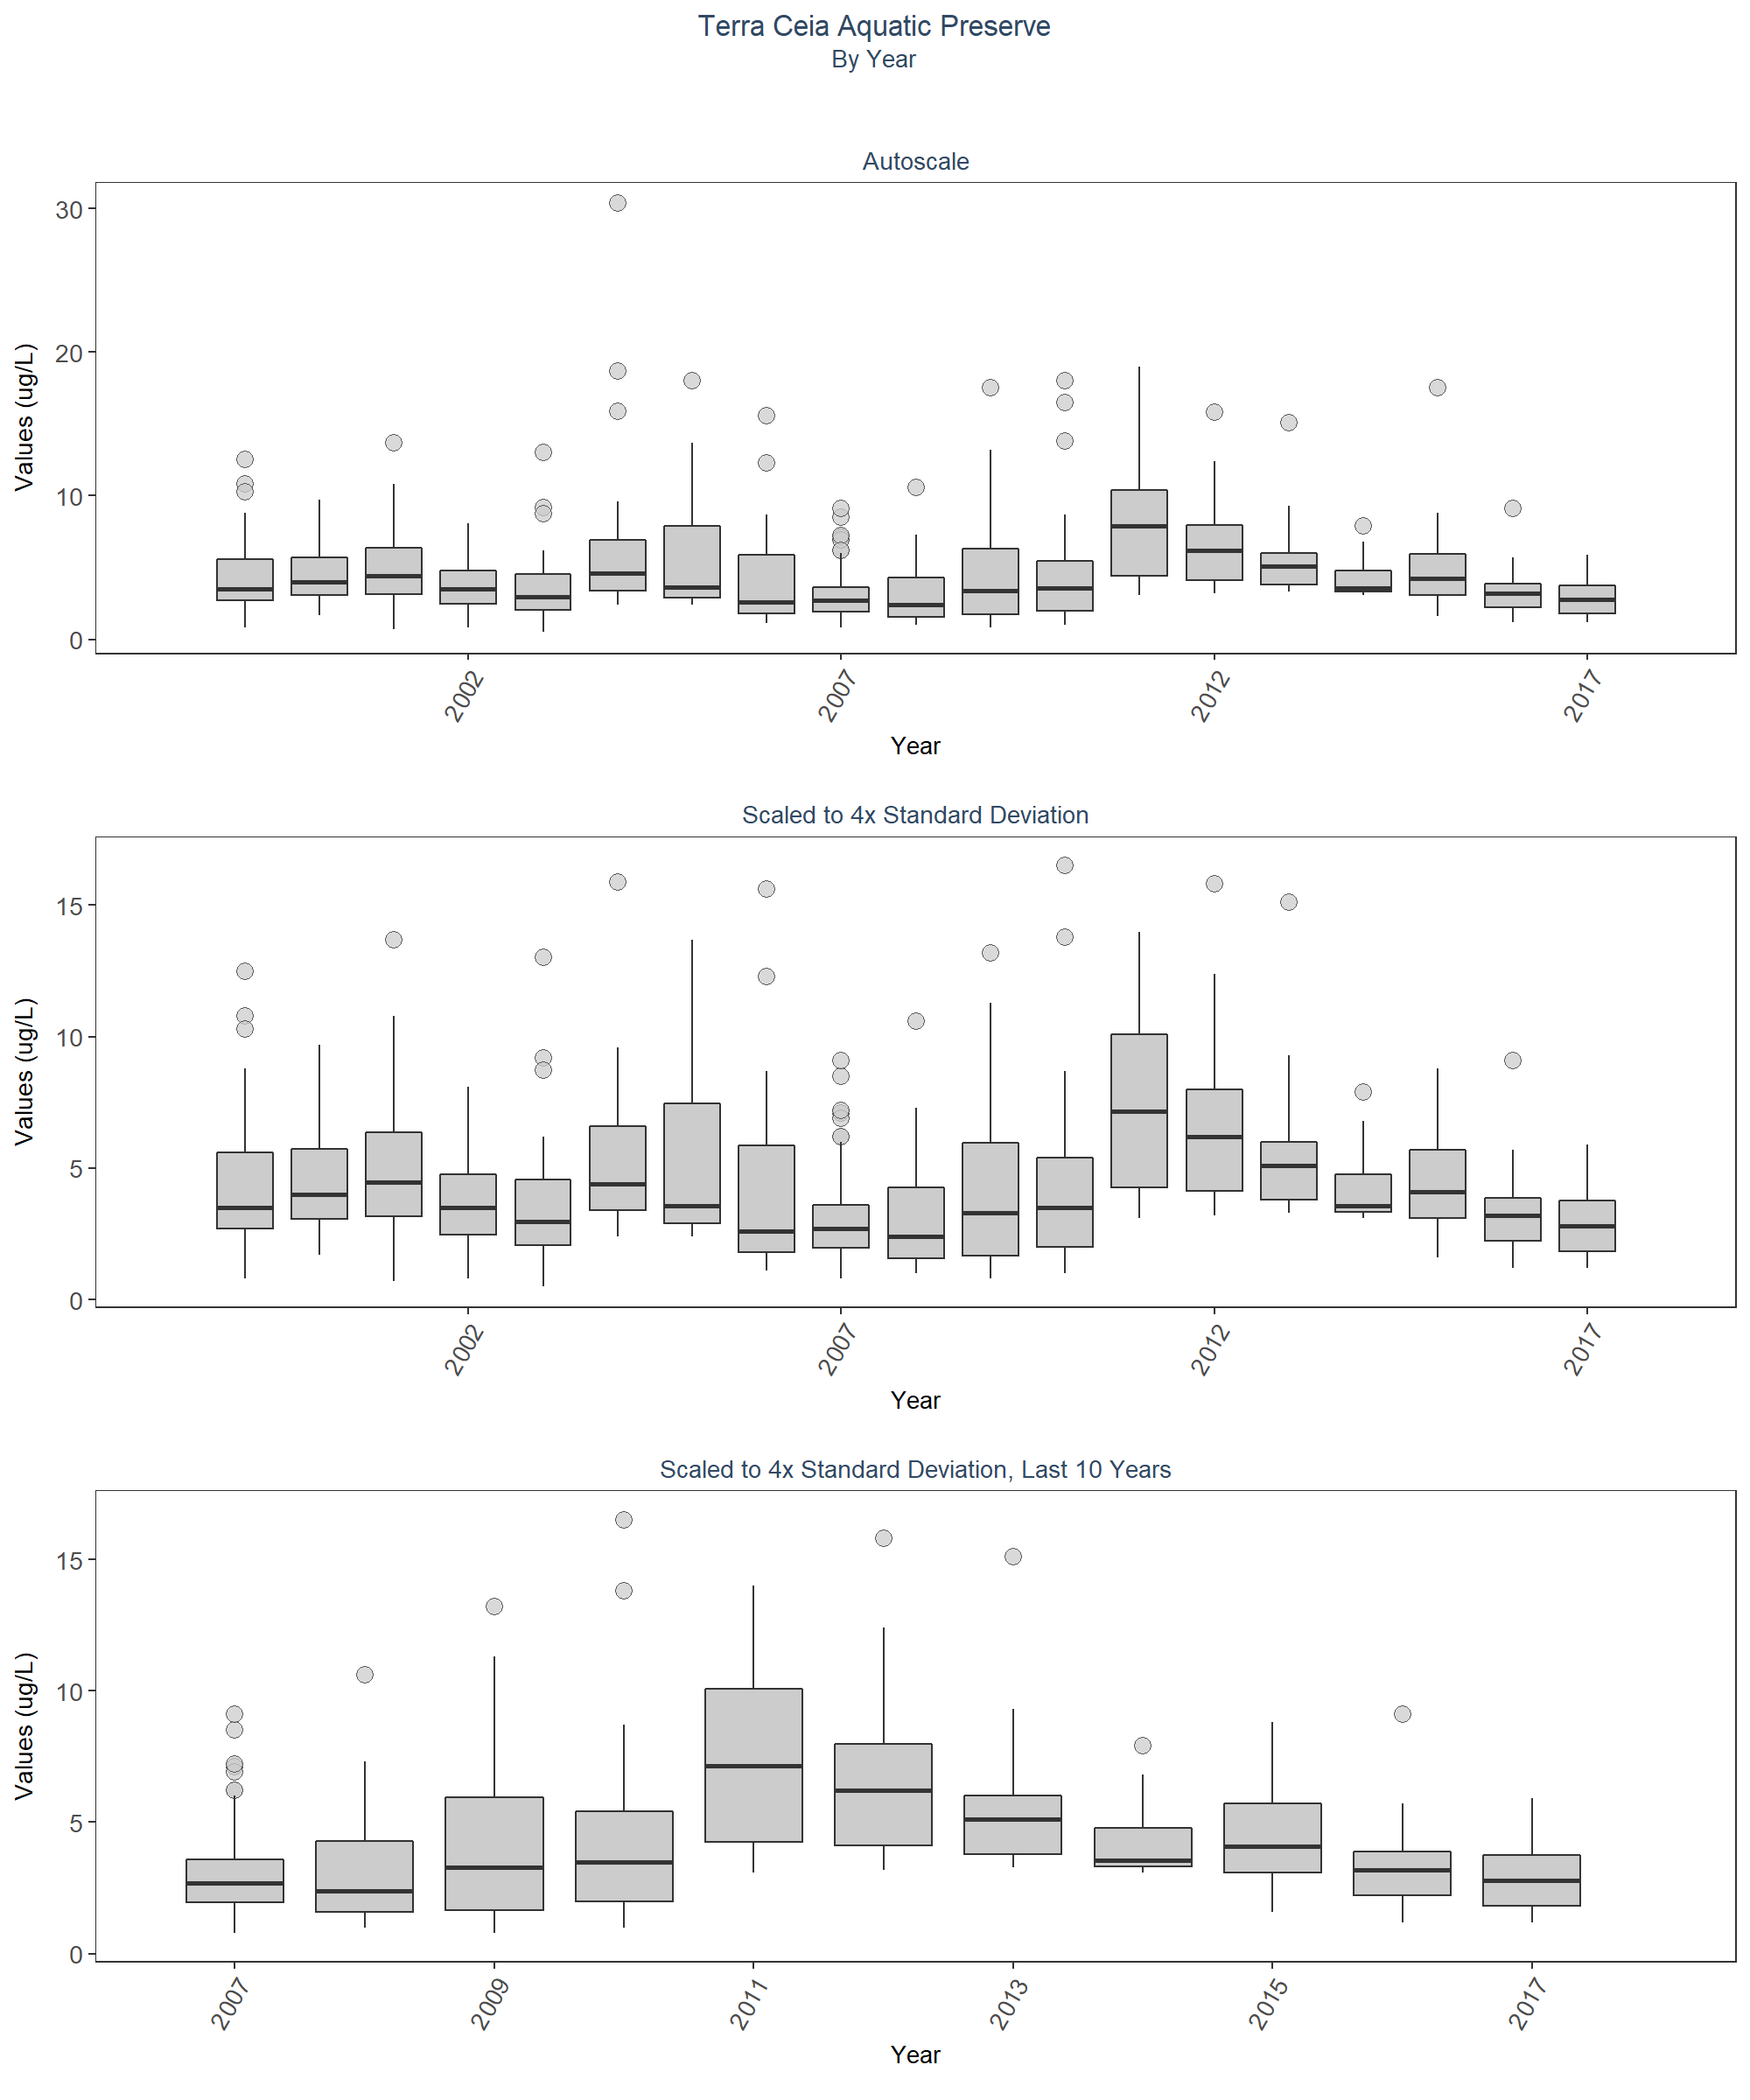 Terra Ceia Aquatic Preserve
By Year
Autoscale
Values (ug/L)
30
20
10
0
2002
2007
2012
2017
Year
Scaled to 4x Standard Deviation
Values (ug/L)
15
10
5
0
2002
2007
2012
2017
Year
Scaled to 4x Standard Deviation, Last 10 Years
Values (ug/L)
15
10
5
0
2007
2009
2011
2013
2015
2017
Year